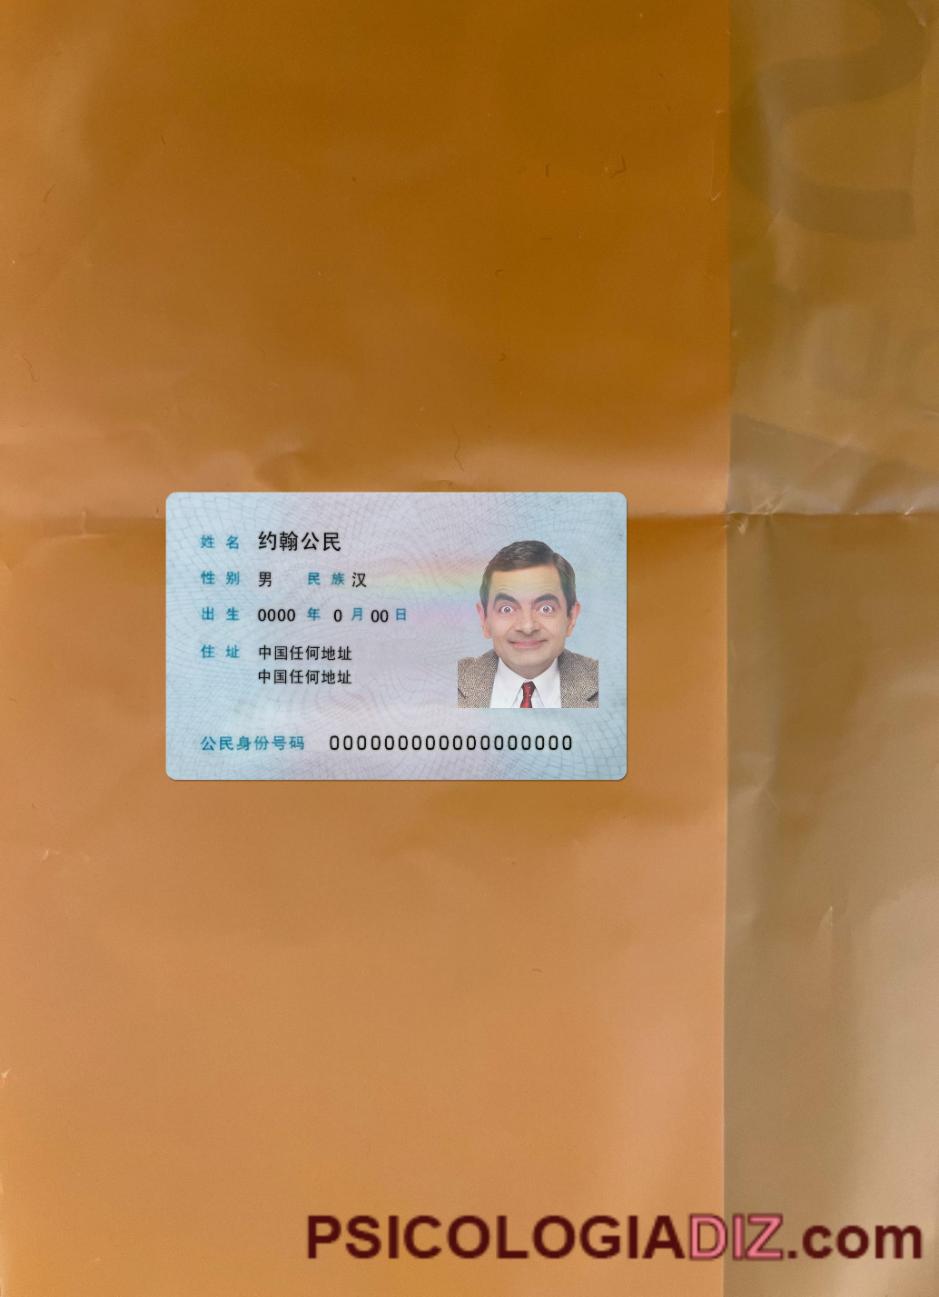 姓名 约翰公民
性别 男 民族 汉
出生 0000 年 0 月 00 日
住址 中国任何地址
中国任何地址
公民身份号码 000000000000000000
PSICOLOGIADIZ.com